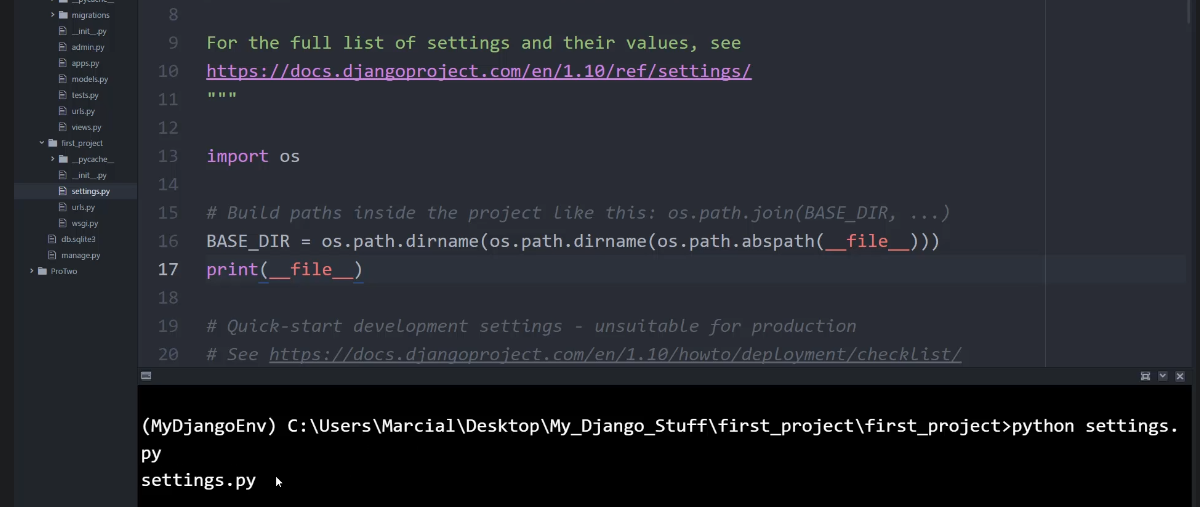 __pycache__
migrations
__init__.py
admin.py
apps.py
models.py
tests.py
urls.py
views.py
first_project
__pycache__
__init__.py
settings.py
urls.py
wsgi.py
db.sqlite3
manage.py
ProTwo
8
9 For the full list of settings and their values, see
10 https://docs.djangoproject.com/en/1.10/ref/settings/
11 """
12
13 import os
14
15 # Build paths inside the project like this: os.path.join(BASE_DIR, ...)
16 BASE_DIR = os.path.dirname(os.path.dirname(os.path.abspath(__file__)))
17 print(__file__)
18
19 # Quick-start development settings - unsuitable for production
20 # See https://docs.djangoproject.com/en/1.10/howto/deployment/checklist/
(MyDjangoEnv) C:\Users\Marcial\Desktop\My_Django_Stuff\first_project\first_project>python settings.
py
settings.py